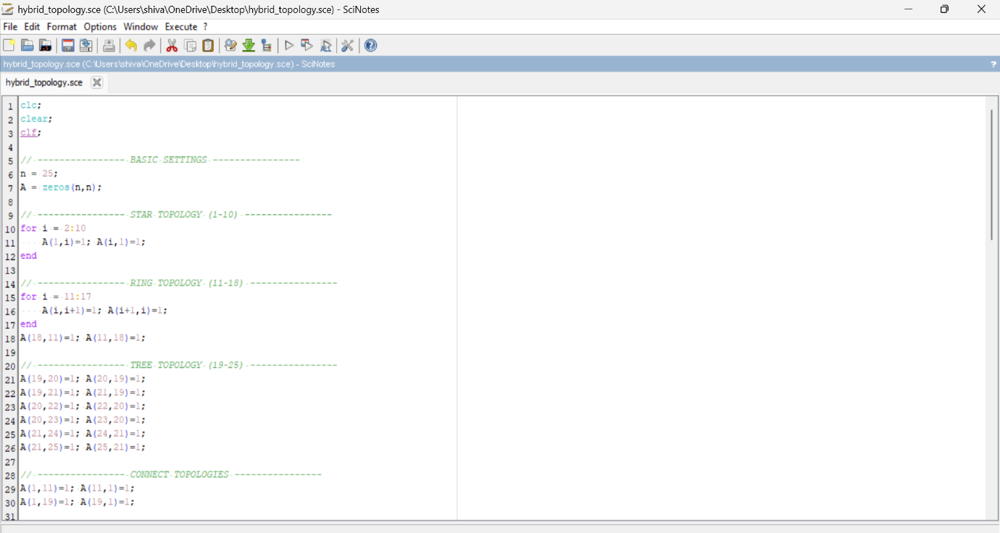 hybrid_topology.sce (C:\Users\shiva\OneDrive\Desktop\hybrid_topology.sce) - SciNotes
File Edit Format Options Window Execute ?
hybrid_topology.sce (C:\Users\shiva\OneDrive\Desktop\hybrid_topology.sce) - SciNotes ?
hybrid_topology.sce
1 clc;
2 clear;
3 clf;
4
5 // ---------------- BASIC SETTINGS ----------------
6 n = 25;
7 A = zeros(n,n);
8
9 // ---------------- STAR TOPOLOGY (1-10) ----------------
10 for i = 2:10
11     A(1,i)=1; A(i,1)=1;
12 end
13
14 // ---------------- RING TOPOLOGY (11-18) ----------------
15 for i = 11:17
16     A(i,i+1)=1; A(i+1,i)=1;
17 end
18 A(18,11)=1; A(11,18)=1;
19
20 // ---------------- TREE TOPOLOGY (19-25) ----------------
21 A(19,20)=1; A(20,19)=1;
22 A(19,21)=1; A(21,19)=1;
23 A(20,22)=1; A(22,20)=1;
24 A(20,23)=1; A(23,20)=1;
25 A(21,24)=1; A(24,21)=1;
26 A(21,25)=1; A(25,21)=1;
27
28 // ---------------- CONNECT TOPOLOGIES ----------------
29 A(1,11)=1; A(11,1)=1;
30 A(1,19)=1; A(19,1)=1;
31